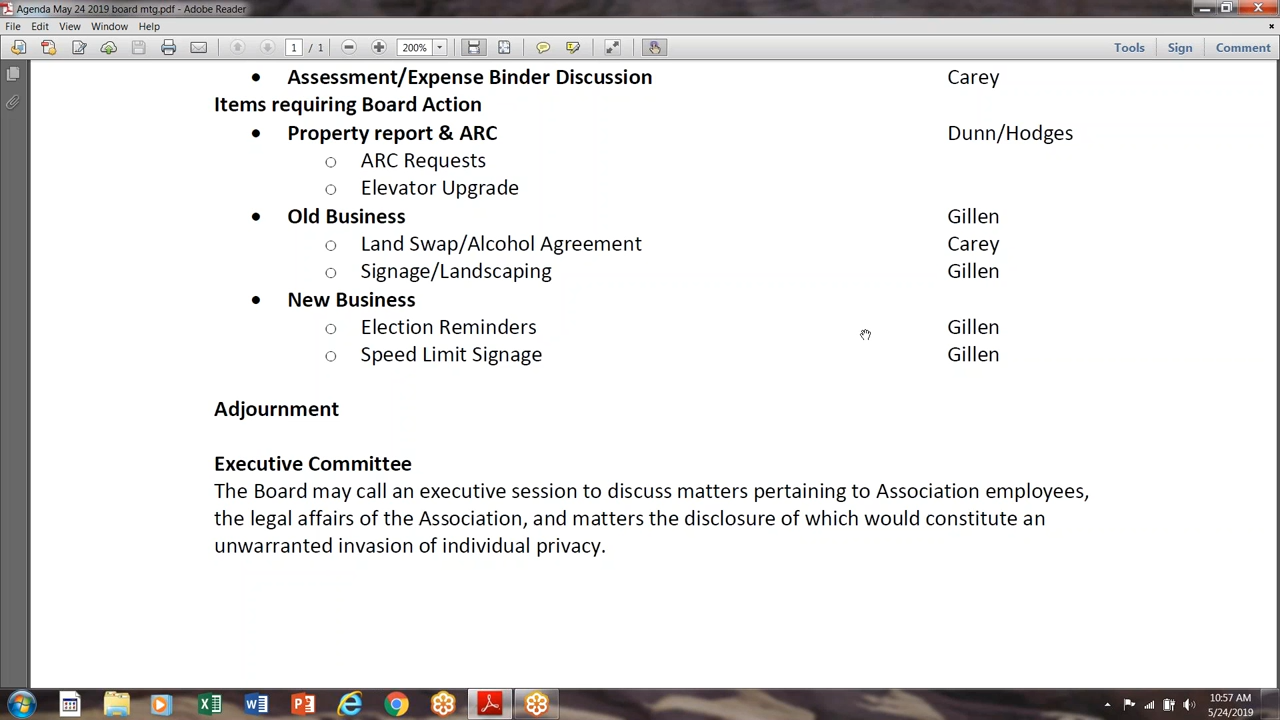 Agenda May 24 2019 board mtg.pdf - Adobe Reader
File Edit View Window Help
1 / 1 200% Tools Sign Comment
• Assessment/Expense Binder Discussion Carey
Items requiring Board Action
• Property report & ARC Dunn/Hodges
○ ARC Requests
○ Elevator Upgrade
• Old Business Gillen
○ Land Swap/Alcohol Agreement Carey
○ Signage/Landscaping Gillen
• New Business
○ Election Reminders Gillen
○ Speed Limit Signage Gillen
Adjournment
Executive Committee
The Board may call an executive session to discuss matters pertaining to Association employees,
the legal affairs of the Association, and matters the disclosure of which would constitute an
unwarranted invasion of individual privacy.
10:57 AM
5/24/2019